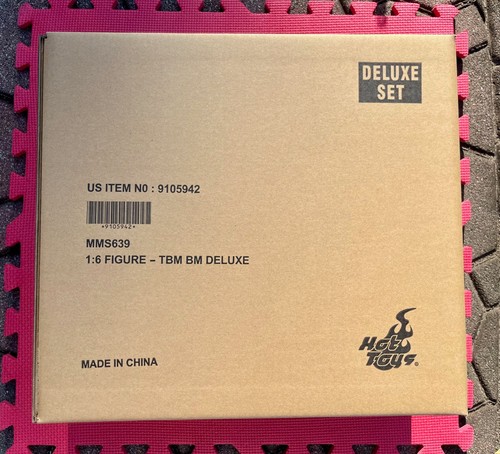 DELUXE
SET
US ITEM N0 : 9105942
*9105942*
MMS639
1:6 FIGURE – TBM BM DELUXE
MADE IN CHINA
Hot
Toys®